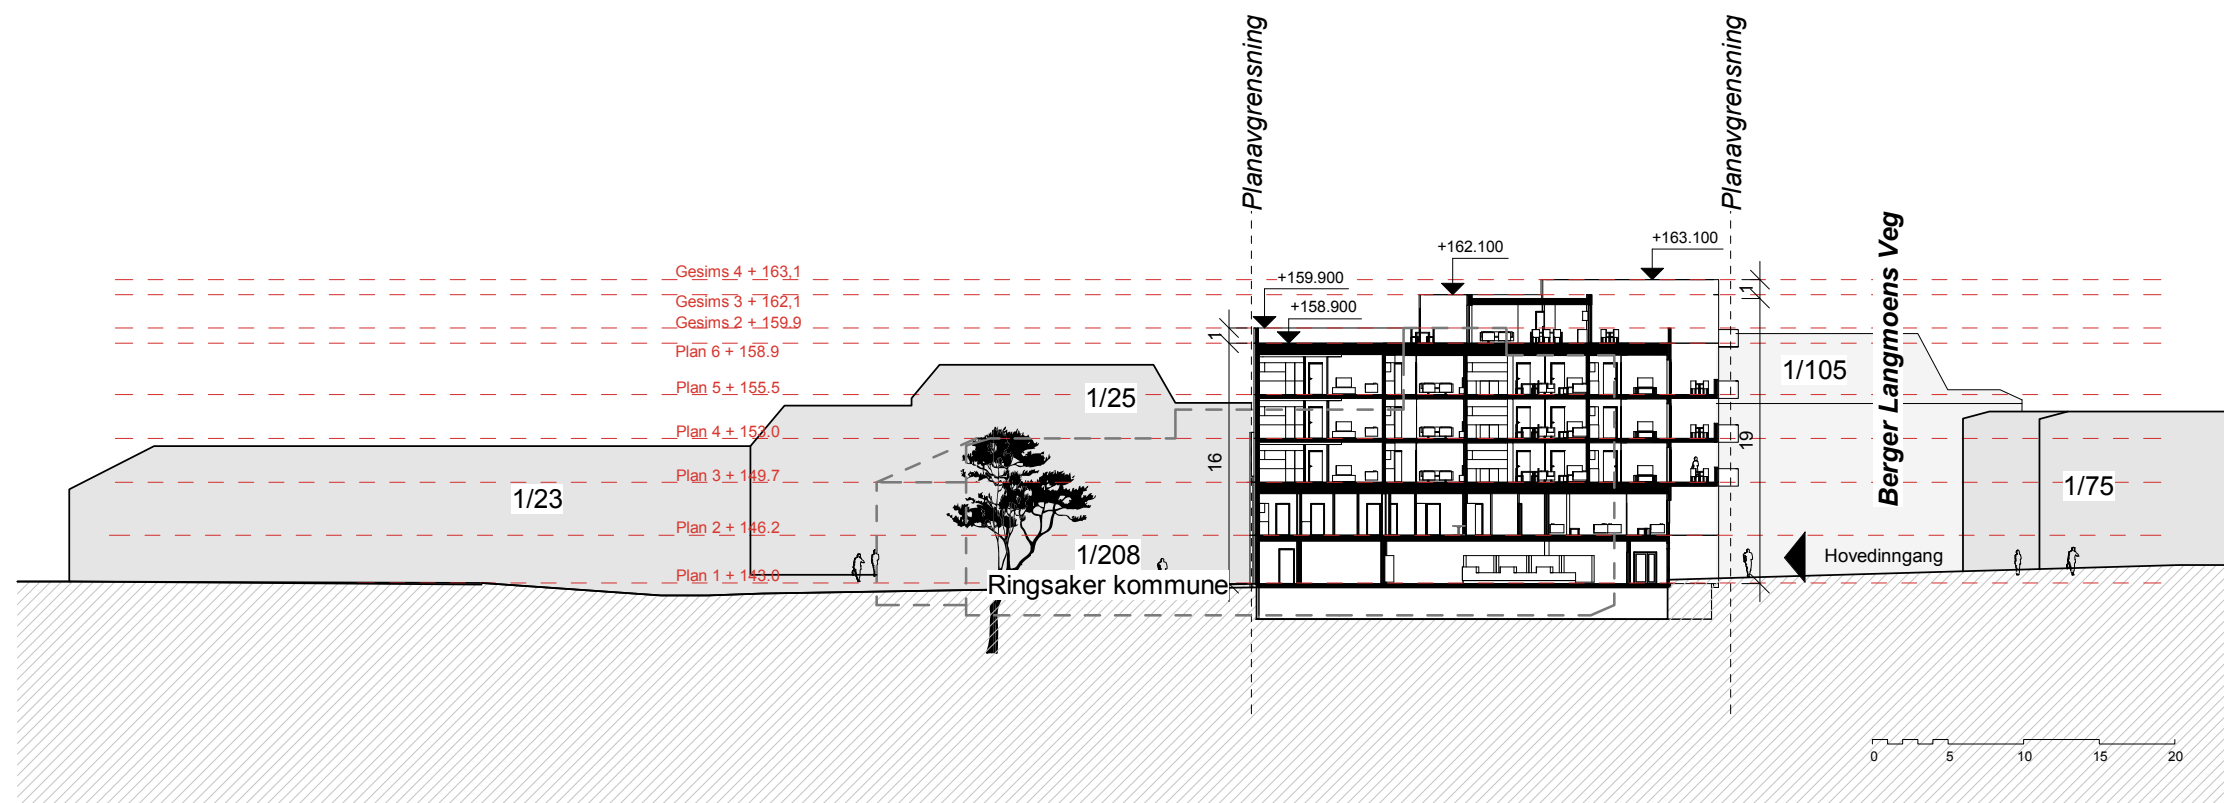 Planavgrensning
Planavgrensning
Berger Langmoens Veg
+163.100
+162.100
+159.900
+158.900
Gesims 4 + 163,1
Gesims 3 + 162,1
Gesims 2 + 159.9
Plan 6 + 158.9
Plan 5 + 155.5
Plan 4 + 153.0
Plan 3 + 149.7
Plan 2 + 146.2
Plan 1 + 143.0
1
1
16
19
1/23
1/25
1/208
Ringsaker kommune
1/105
1/75
Hovedinngang
0 5 10 15 20